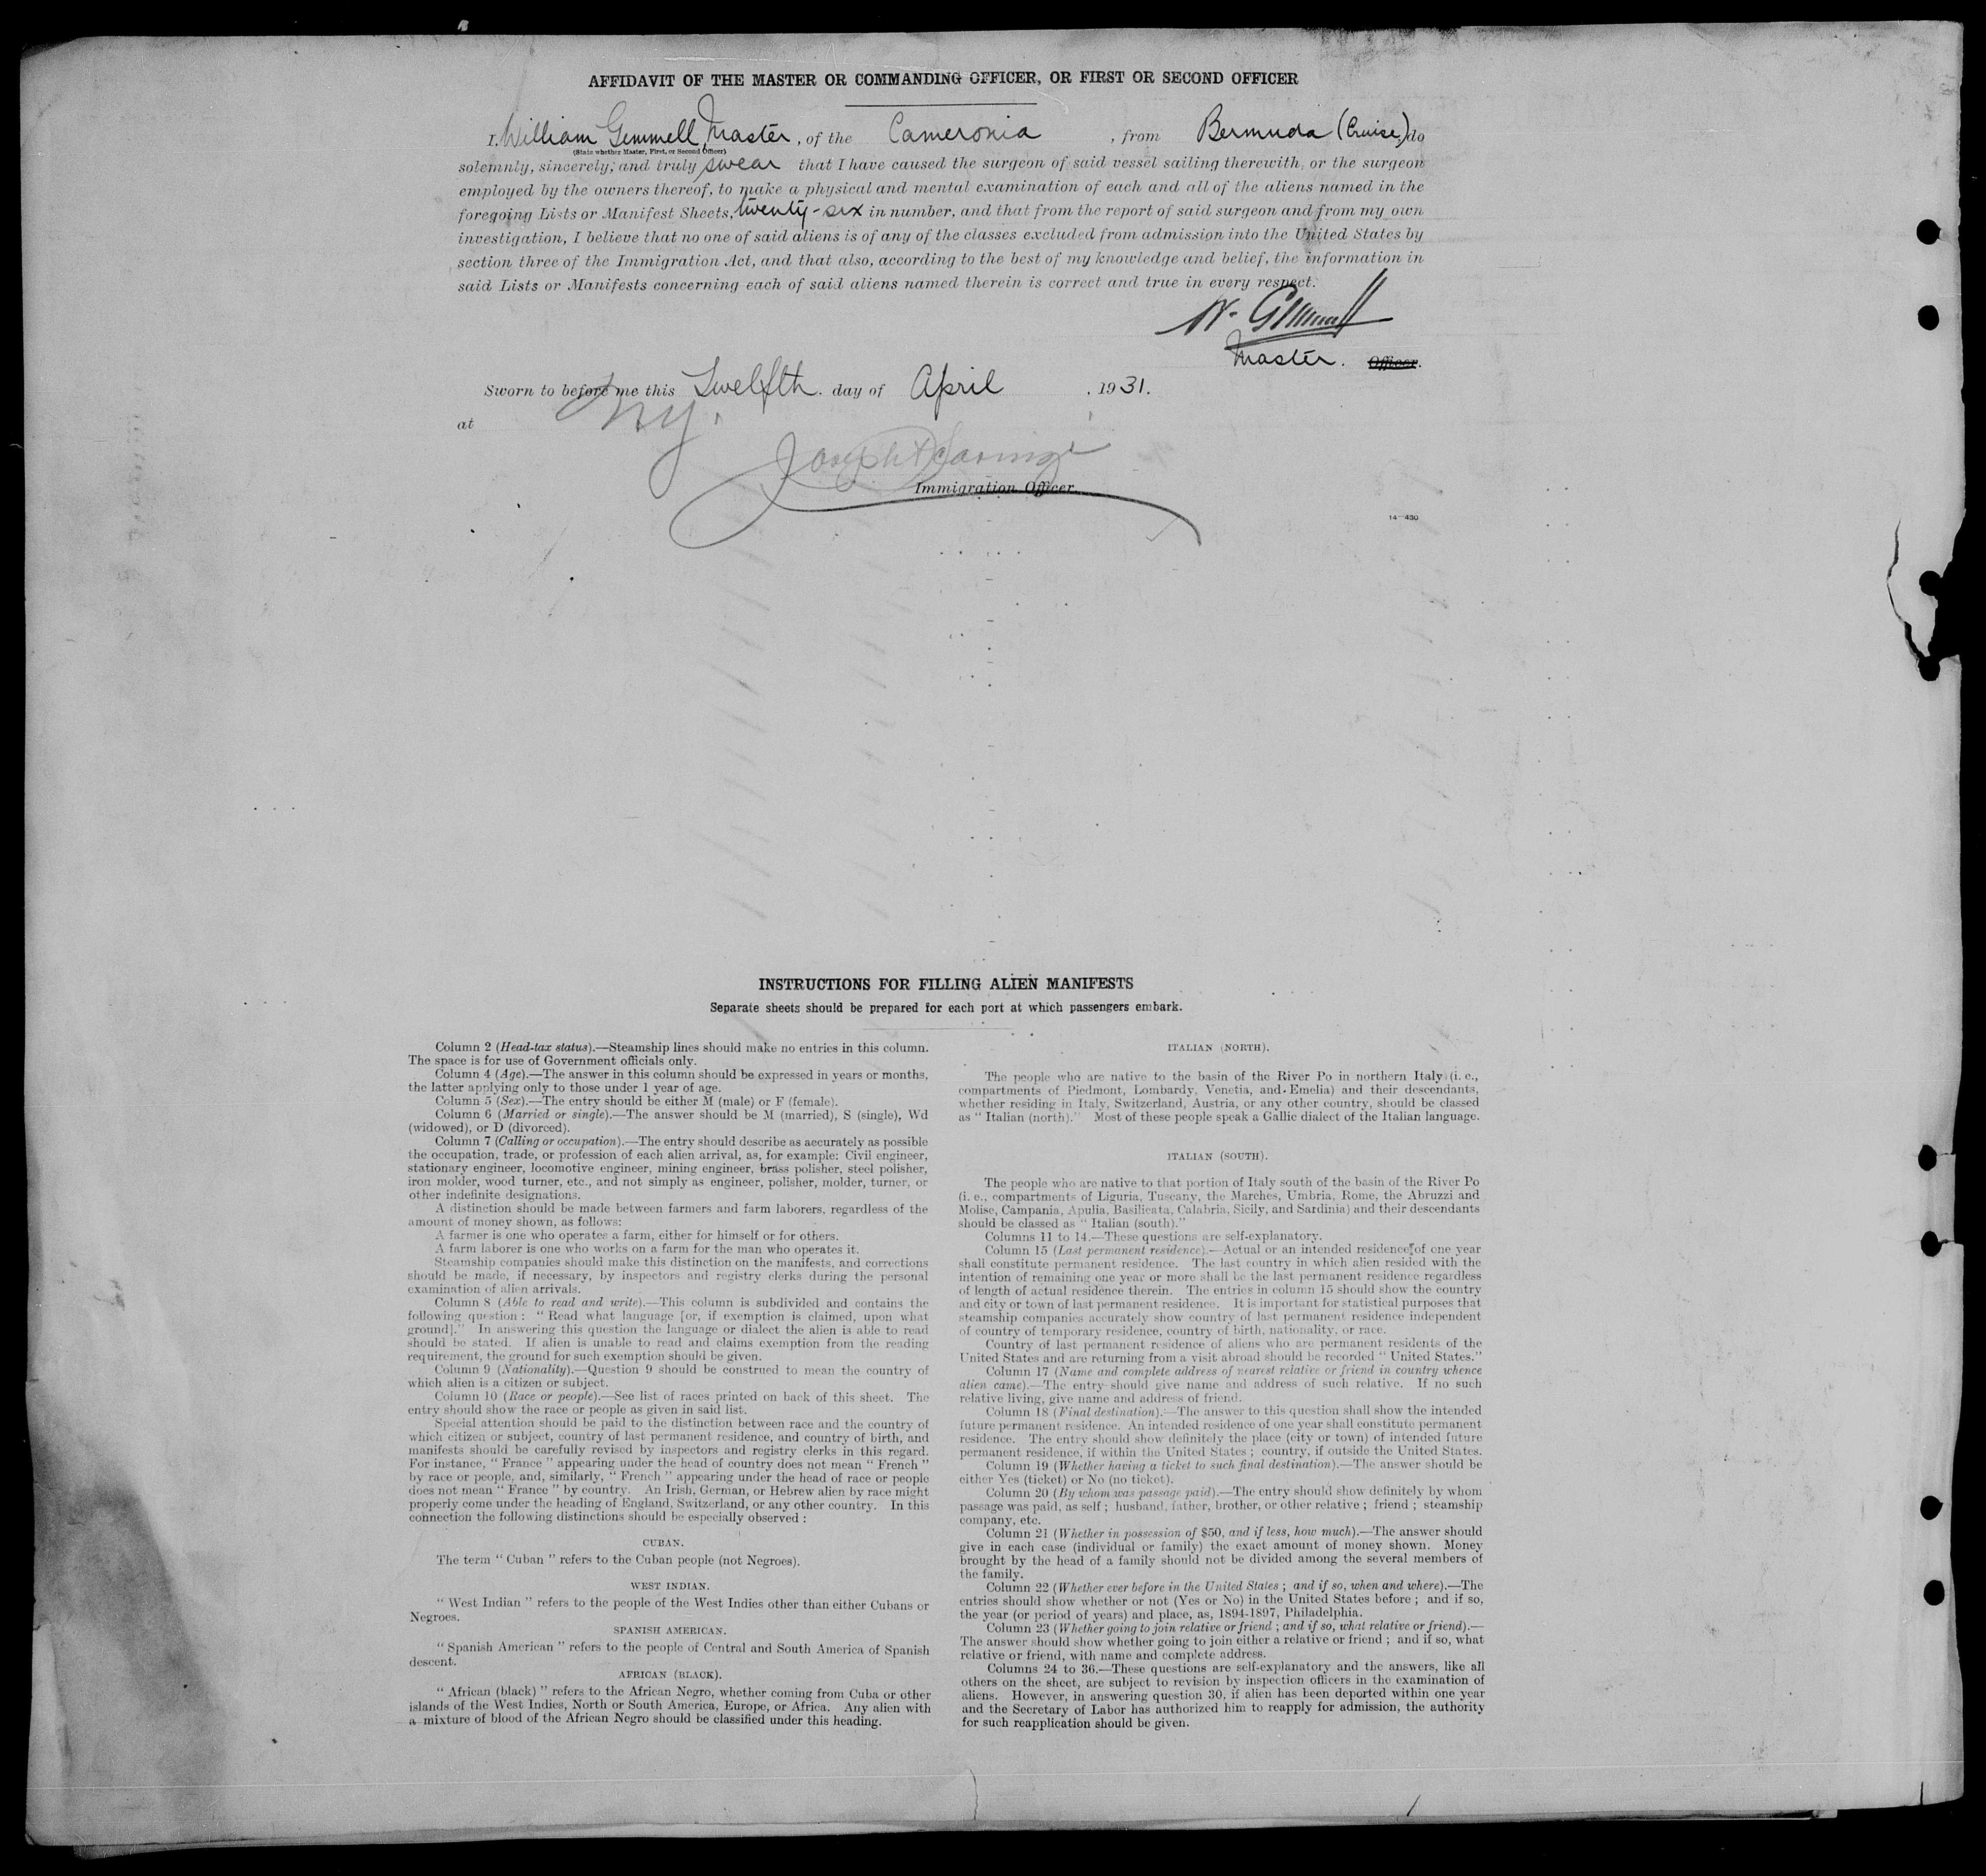 AFFIDAVIT OF THE MASTER OR COMMANDING OFFICER, OR FIRST OR SECOND OFFICER
I, William Gemmell, Master, of the Cameronia, from Bermuda (Cruise,) do
(State whether Master, First, or Second Officer)
solemnly, sincerely, and truly swear that I have caused the surgeon of said vessel sailing therewith, or the surgeon
employed by the owners thereof, to make a physical and mental examination of each and all of the aliens named in the
foregoing Lists or Manifest Sheets, twenty-six in number, and that from the report of said surgeon and from my own
investigation, I believe that no one of said aliens is of any of the classes excluded from admission into the United States by
section three of the Immigration Act, and that also, according to the best of my knowledge and belief, the information in
said Lists or Manifests concerning each of said aliens named therein is correct and true in every respect.
W. Gemmell
Master. Officer.
Sworn to before me this Twelfth. day of April, 1931.
at NY.
Joseph
Immigration Officer.
14—430
INSTRUCTIONS FOR FILLING ALIEN MANIFESTS
Separate sheets should be prepared for each port at which passengers embark.
Column 2 (Head-tax status).—Steamship lines should make no entries in this column.
The space is for use of Government officials only.
Column 4 (Age).—The answer in this column should be expressed in years or months,
the latter applying only to those under 1 year of age.
Column 5 (Sex).—The entry should be either M (male) or F (female).
Column 6 (Married or single).—The answer should be M (married), S (single), Wd
(widowed), or D (divorced).
Column 7 (Calling or occupation).—The entry should describe as accurately as possible
the occupation, trade, or profession of each alien arrival, as, for example: Civil engineer,
stationary engineer, locomotive engineer, mining engineer, brass polisher, steel polisher,
iron molder, wood turner, etc., and not simply as engineer, polisher, molder, turner, or
other indefinite designations.
A distinction should be made between farmers and farm laborers, regardless of the
amount of money shown, as follows:
A farmer is one who operates a farm, either for himself or for others.
A farm laborer is one who works on a farm for the man who operates it.
Steamship companies should make this distinction on the manifests, and corrections
should be made, if necessary, by inspectors and registry clerks during the personal
examination of alien arrivals.
Column 8 (Able to read and write).—This column is subdivided and contains the
following question: "Read what language [or, if exemption is claimed, upon what
ground]." In answering this question the language or dialect the alien is able to read
should be stated. If alien is unable to read and claims exemption from the reading
requirement, the ground for such exemption should be given.
Column 9 (Nationality).—Question 9 should be construed to mean the country of
which alien is a citizen or subject.
Column 10 (Race or people).—See list of races printed on back of this sheet. The
entry should show the race or people as given in said list.
Special attention should be paid to the distinction between race and the country of
which citizen or subject, country of last permanent residence, and country of birth, and
manifests should be carefully revised by inspectors and registry clerks in this regard.
For instance, "France" appearing under the head of country does not mean "French"
by race or people, and, similarly, "French" appearing under the head of race or people
does not mean "France" by country. An Irish, German, or Hebrew alien by race might
properly come under the heading of England, Switzerland, or any other country. In this
connection the following distinctions should be especially observed:
CUBAN.
The term "Cuban" refers to the Cuban people (not Negroes).
WEST INDIAN.
"West Indian" refers to the people of the West Indies other than either Cubans or
Negroes.
SPANISH AMERICAN.
"Spanish American" refers to the people of Central and South America of Spanish
descent.
AFRICAN (BLACK).
"African (black)" refers to the African Negro, whether coming from Cuba or other
islands of the West Indies, North or South America, Europe, or Africa. Any alien with
a mixture of blood of the African Negro should be classified under this heading.
ITALIAN (NORTH).
The people who are native to the basin of the River Po in northern Italy (i. e.,
compartments of Piedmont, Lombardy, Venetia, and Emelia) and their descendants,
whether residing in Italy, Switzerland, Austria, or any other country, should be classed
as "Italian (north)." Most of these people speak a Gallic dialect of the Italian language.
ITALIAN (SOUTH).
The people who are native to that portion of Italy south of the basin of the River Po
(i. e., compartments of Liguria, Tuscany, the Marches, Umbria, Rome, the Abruzzi and
Molise, Campania, Apulia, Basilicata, Calabria, Sicily, and Sardinia) and their descendants
should be classed as "Italian (south)."
Columns 11 to 14.—These questions are self-explanatory.
Column 15 (Last permanent residence).—Actual or an intended residence of one year
shall constitute permanent residence. The last country in which alien resided with the
intention of remaining one year or more shall be the last permanent residence regardless
of length of actual residence therein. The entries in column 15 should show the country
and city or town of last permanent residence. It is important for statistical purposes that
steamship companies accurately show country of last permanent residence independent
of country of temporary residence, country of birth, nationality, or race.
Country of last permanent residence of aliens who are permanent residents of the
United States and are returning from a visit abroad should be recorded "United States."
Column 17 (Name and complete address of nearest relative or friend in country whence
alien came).—The entry should give name and address of such relative. If no such
relative living, give name and address of friend.
Column 18 (Final destination).—The answer to this question shall show the intended
future permanent residence. An intended residence of one year shall constitute permanent
residence. The entry should show definitely the place (city or town) of intended future
permanent residence, if within the United States; country, if outside the United States.
Column 19 (Whether having a ticket to such final destination).—The answer should be
either Yes (ticket) or No (no ticket).
Column 20 (By whom was passage paid).—The entry should show definitely by whom
passage was paid, as self; husband, father, brother, or other relative; friend; steamship
company, etc.
Column 21 (Whether in possession of $50, and if less, how much).—The answer should
give in each case (individual or family) the exact amount of money shown. Money
brought by the head of a family should not be divided among the several members of
the family.
Column 22 (Whether ever before in the United States; and if so, when and where).—The
entries should show whether or not (Yes or No) in the United States before; and if so,
the year (or period of years) and place, as, 1894-1897, Philadelphia.
Column 23 (Whether going to join relative or friend; and if so, what relative or friend).—
The answer should show whether going to join either a relative or friend; and if so, what
relative or friend, with name and complete address.
Columns 24 to 36.—These questions are self-explanatory and the answers, like all
others on the sheet, are subject to revision by inspection officers in the examination of
aliens. However, in answering question 30, if alien has been deported within one year
and the Secretary of Labor has authorized him to reapply for admission, the authority
for such reapplication should be given.